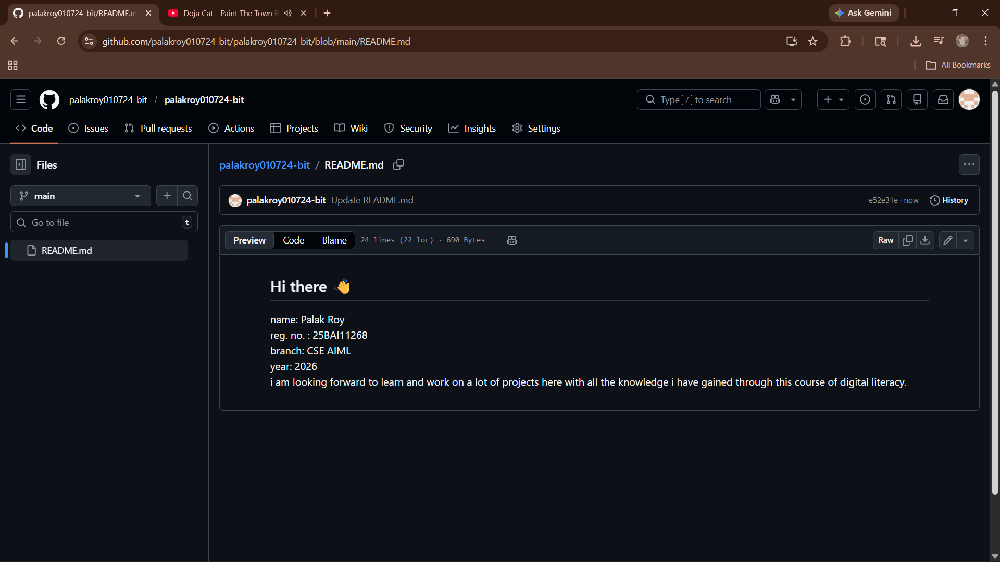 palakroy010724-bit/README.m
Doja Cat - Paint The Town R
Ask Gemini
github.com/palakroy010724-bit/palakroy010724-bit/blob/main/README.md
All Bookmarks
palakroy010724-bit / palakroy010724-bit
Type / to search
Code
Issues
Pull requests
Actions
Projects
Wiki
Security
Insights
Settings
Files
main
Go to file
t
README.md
palakroy010724-bit / README.md
palakroy010724-bit Update README.md
e52e31e · now
History
Preview
Code
Blame
24 lines (22 loc) · 690 Bytes
Raw
Hi there 👋
name: Palak Roy
reg. no. : 25BAI11268
branch: CSE AIML
year: 2026
i am looking forward to learn and work on a lot of projects here with all the knowledge i have gained through this course of digital literacy.